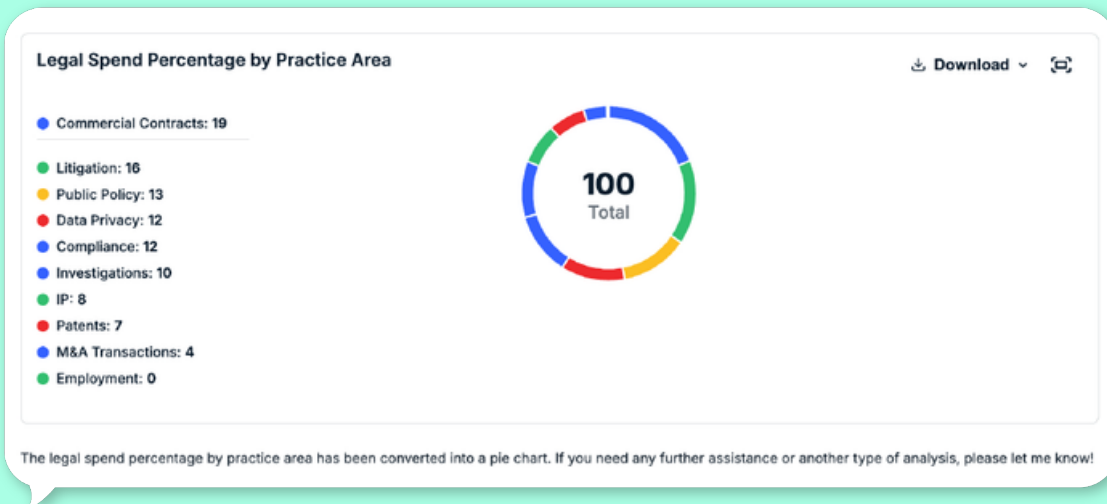 Legal Spend Percentage by Practice Area
Download
Commercial Contracts: 19
Litigation: 16
Public Policy: 13
Data Privacy: 12
Compliance: 12
Investigations: 10
IP: 8
Patents: 7
M&A Transactions: 4
Employment: 0
100
Total
The legal spend percentage by practice area has been converted into a pie chart. If you need any further assistance or another type of analysis, please let me know!